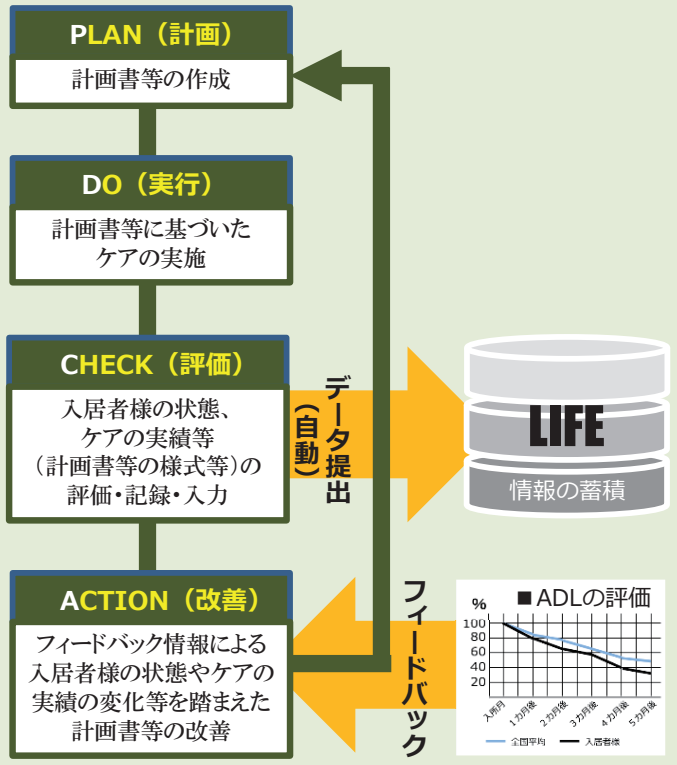 PLAN（計画）
計画書等の作成
DO（実行）
計画書等に基づいた
ケアの実施
CHECK（評価）
入居者様の状態、
ケアの実績等
（計画書等の様式等）の
評価・記録・入力
データ提出
（自動）
LIFE
情報の蓄積
ACTION（改善）
フィードバック情報による
入居者様の状態やケアの
実績の変化等を踏まえた
計画書等の改善
フィードバック
■ADLの評価
%
100
80
60
40
20
入所月
1カ月後
2カ月後
3カ月後
4カ月後
5カ月後
全国平均
入居者様